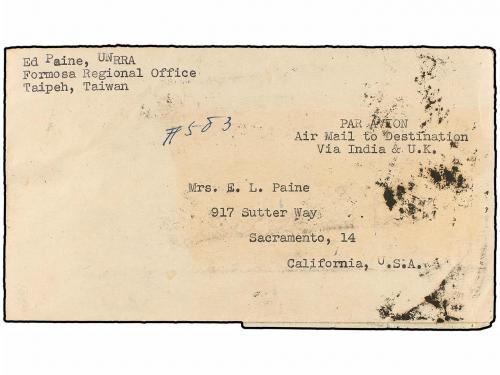 Ed Paine, UNRRA
Formosa Regional Office
Taipeh, Taiwan
#583
PAR AVION
Air Mail to Destination
Via India & U.K.
Mrs. E. L. Paine
917 Sutter Way
Sacramento, 14
California, U.S.A.